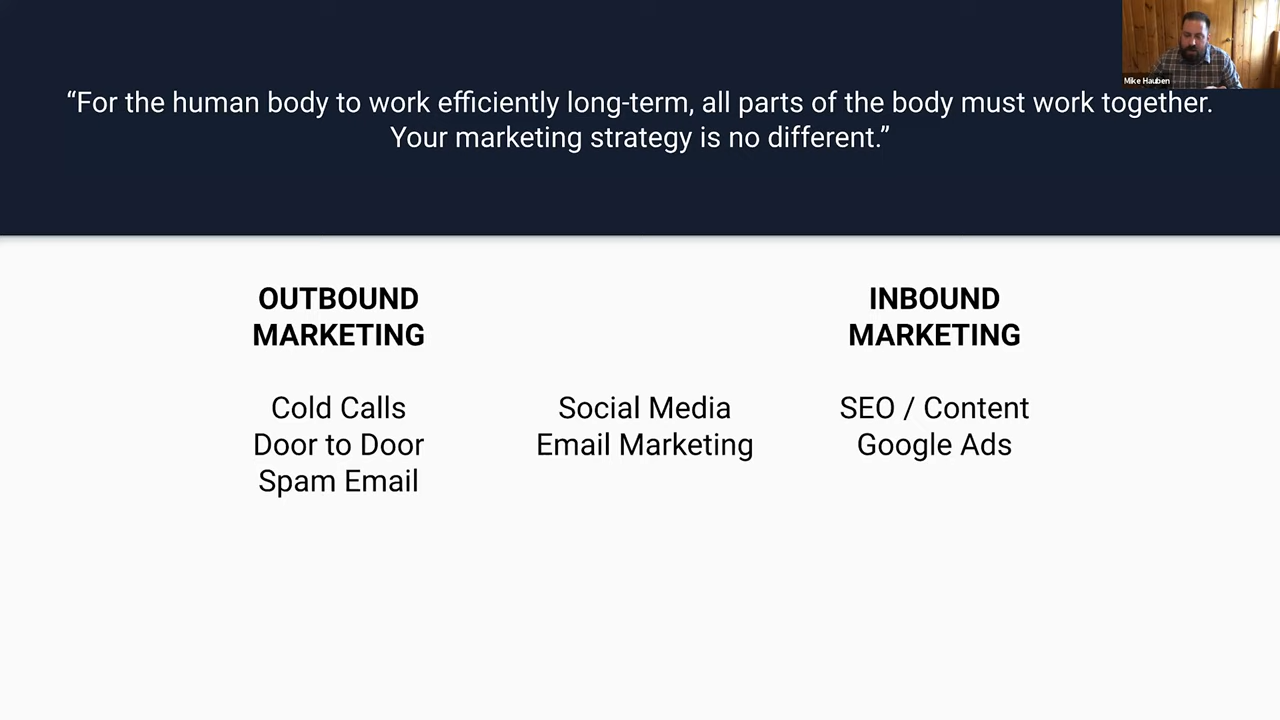 Mike Hauben
“For the human body to work efficiently long-term, all parts of the body must work together.
Your marketing strategy is no different.”
OUTBOUND
MARKETING
Cold Calls
Door to Door
Spam Email
Social Media
Email Marketing
INBOUND
MARKETING
SEO / Content
Google Ads